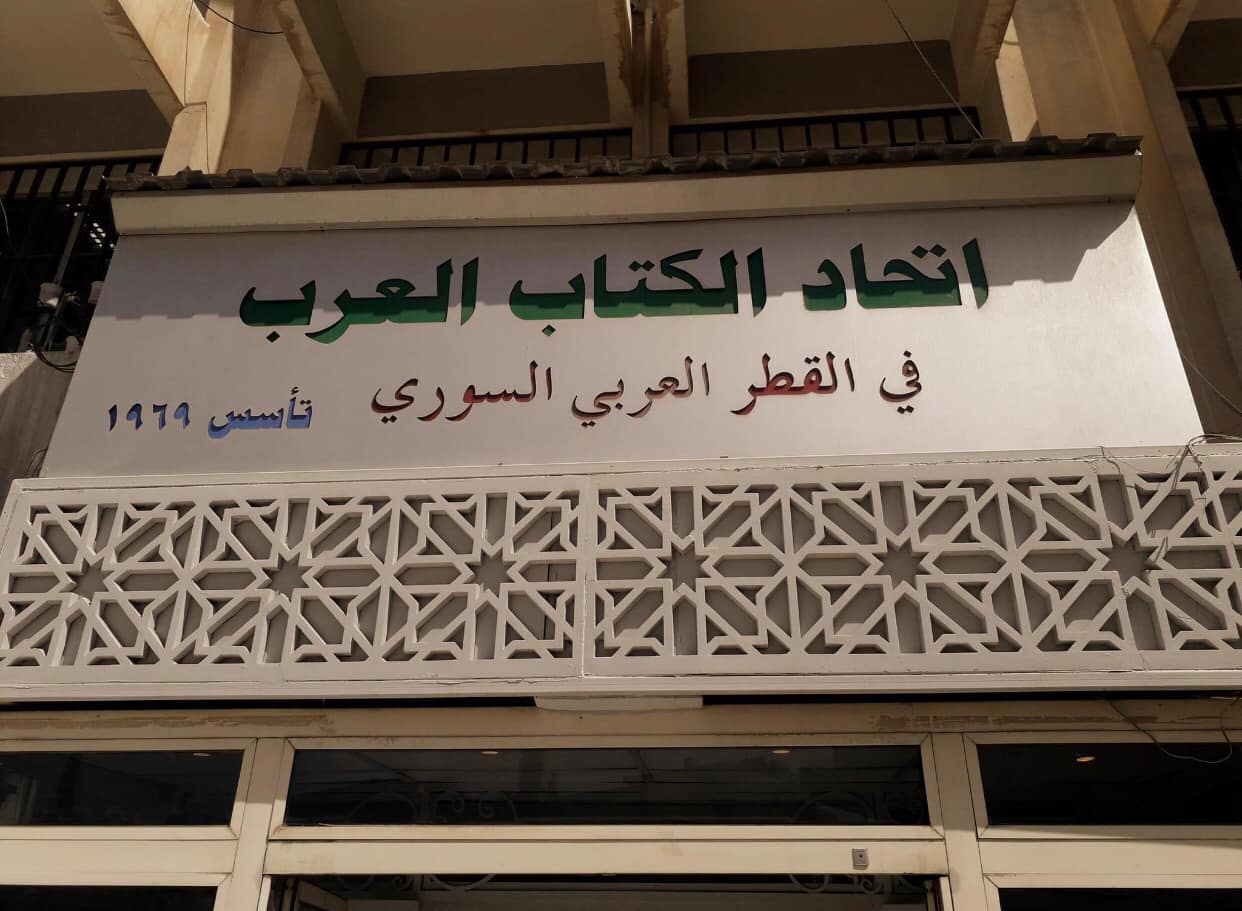 اتحاد الكتاب العرب
في القطر العربي السوري
تأسس ١٩٦٩